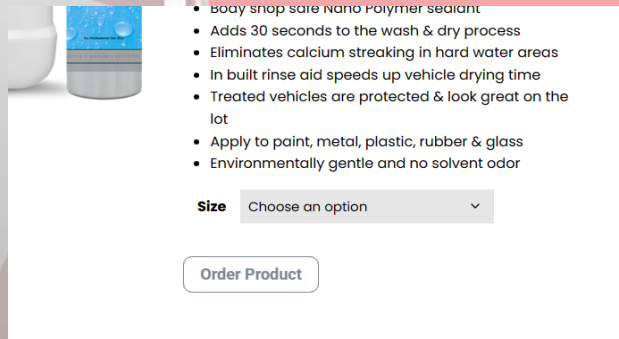 Body shop safe Nano Polymer sealant
Adds 30 seconds to the wash & dry process
Eliminates calcium streaking in hard water areas
In built rinse aid speeds up vehicle drying time
Treated vehicles are protected & look great on the
lot
Apply to paint, metal, plastic, rubber & glass
Environmentally gentle and no solvent odor
Size
Choose an option
Order Product